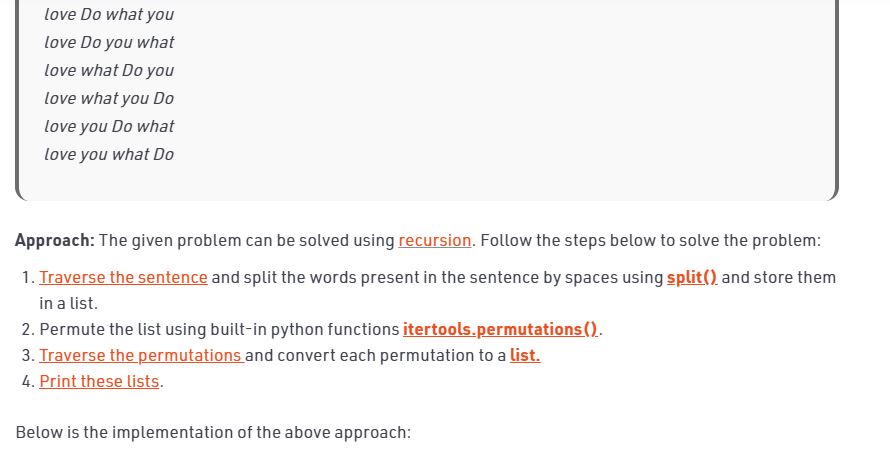 love Do what you
love Do you what
love what Do you
love what you Do
love you Do what
love you what Do
Approach: The given problem can be solved using recursion. Follow the steps below to solve the problem:
1. Traverse the sentence and split the words present in the sentence by spaces using split() and store them
in a list.
2. Permute the list using built-in python functions itertools.permutations().
3. Traverse the permutations and convert each permutation to a list.
4. Print these lists.
Below is the implementation of the above approach: